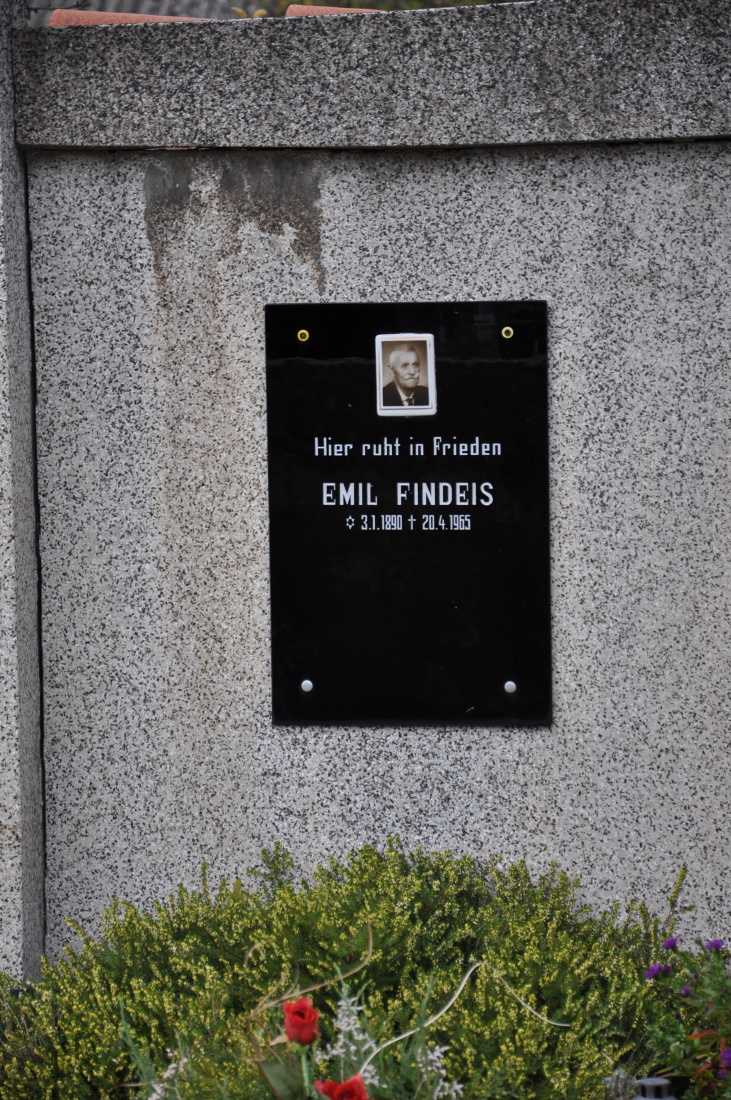 Hier ruht in Frieden
EMIL FINDEIS
✡ 3.1.1890 † 20.4.1965